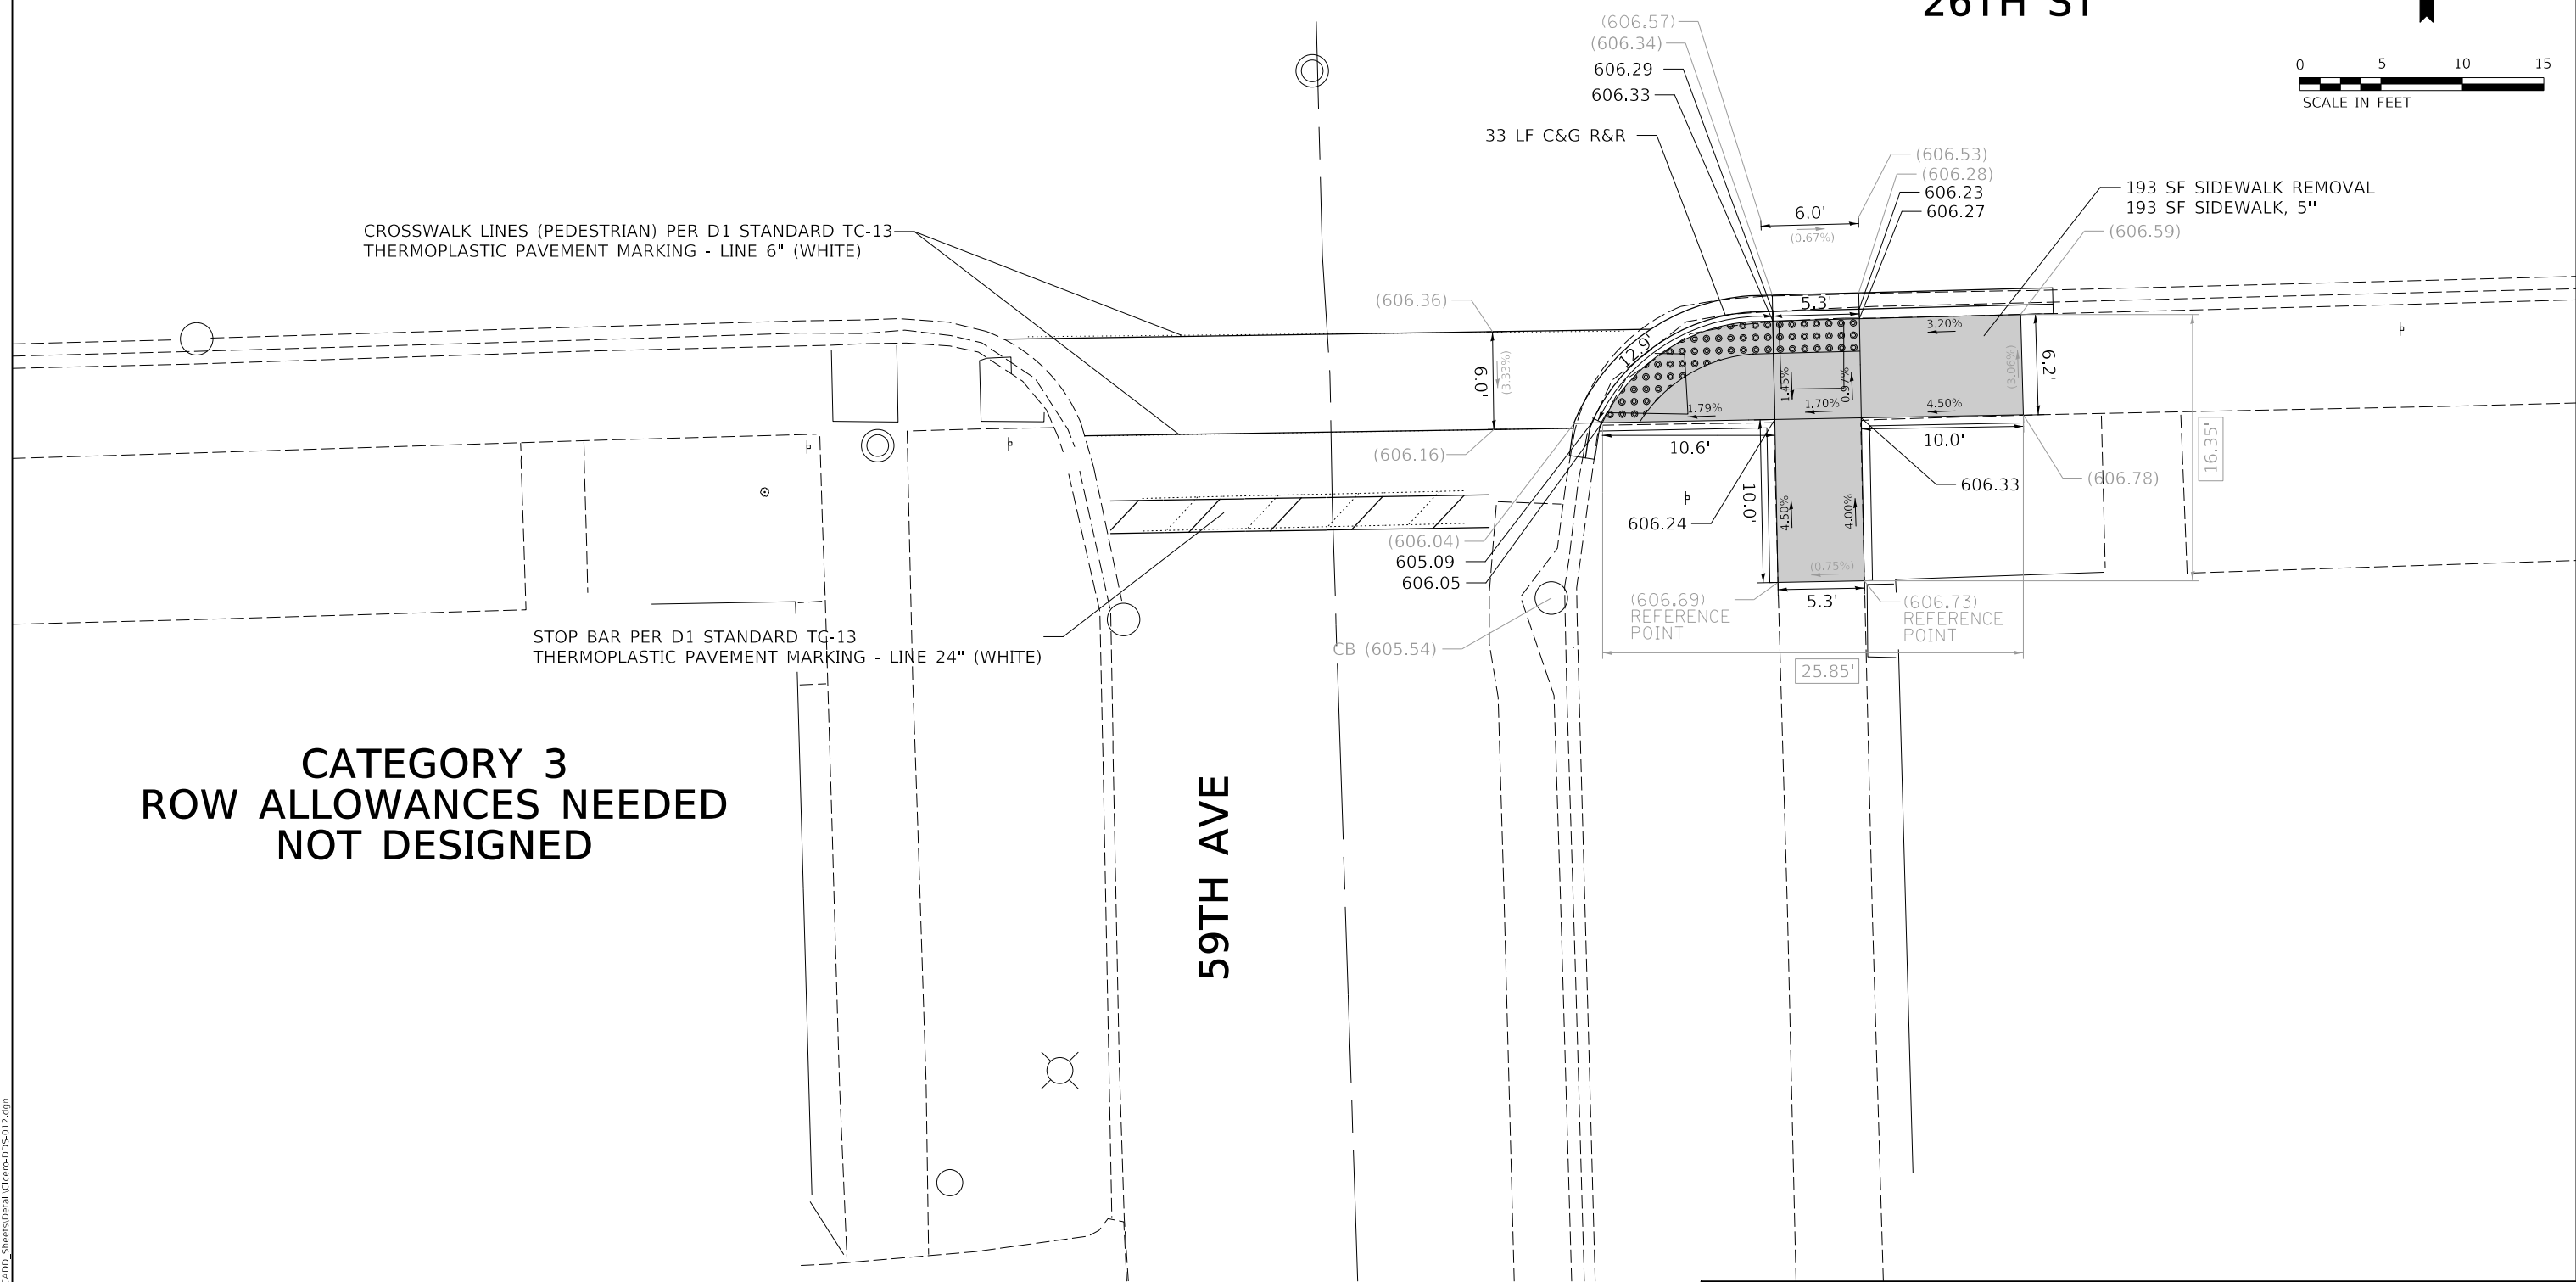 26TH ST
0 5 10 15
SCALE IN FEET
(606.57)
(606.34)
606.29
606.33
33 LF C&G R&R
(606.53)
(606.28)
606.23
606.27
193 SF SIDEWALK REMOVAL
193 SF SIDEWALK, 5''
(606.59)
6.0'
(0.67%)
CROSSWALK LINES (PEDESTRIAN) PER D1 STANDARD TC-13
THERMOPLASTIC PAVEMENT MARKING - LINE 6" (WHITE)
(606.36)
6.0'
(3.33%)
(606.16)
12.9'
5.3'
3.20%
(3.06%)
6.2'
1.45%
0.97%
1.79%
1.70%
4.50%
10.6'
10.0'
16.35'
(606.78)
606.33
10.0'
606.24
4.50%
4.00%
(606.04)
605.09
606.05
(0.75%)
5.3'
(606.69)
REFERENCE
POINT
(606.73)
REFERENCE
POINT
CB (605.54)
25.85'
STOP BAR PER D1 STANDARD TC-13
THERMOPLASTIC PAVEMENT MARKING - LINE 24" (WHITE)
CATEGORY 3
ROW ALLOWANCES NEEDED
NOT DESIGNED
59TH AVE
CADD_Sheets\Detail\Cicero-DDS-012.dgn